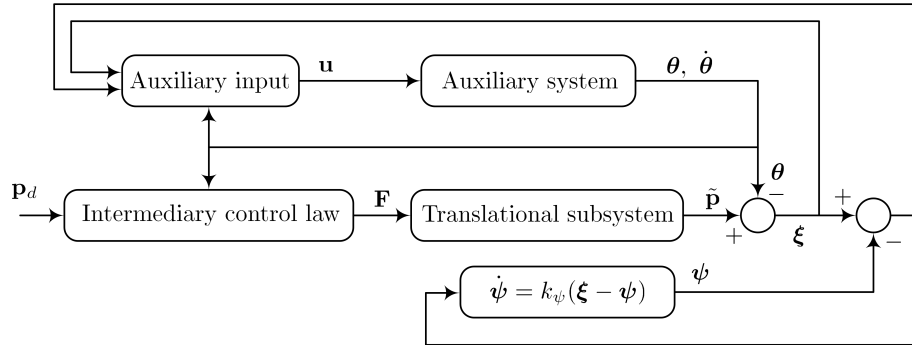 Auxiliary input
u
Auxiliary system
θ, θ̇
p_d
Intermediary control law
F
Translational subsystem
p̃
θ
−
+
ξ
+
−
ψ̇ = k_ψ(ξ − ψ)
ψ